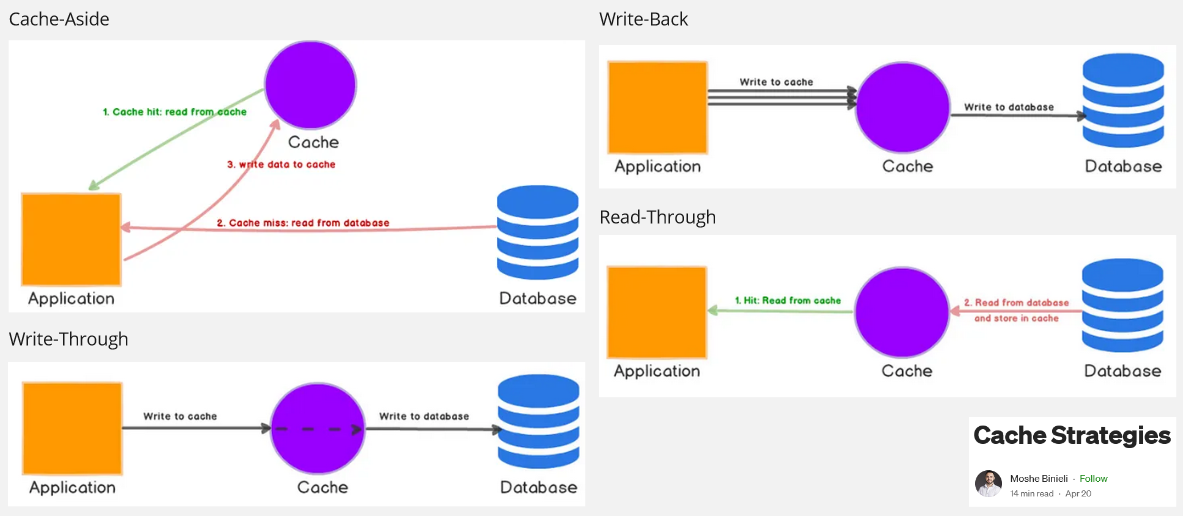 Cache-Aside
1. Cache hit: read from cache
Cache
3. write data to cache
2. Cache miss: read from database
Application
Database
Write-Through
Write to cache
Write to database
Application
Cache
Database
Write-Back
Write to cache
Write to database
Application
Cache
Database
Read-Through
1. Hit: Read from cache
2. Read from database
and store in cache
Application
Cache
Database
Cache Strategies
Moshe Binieli · Follow
14 min read · Apr 20